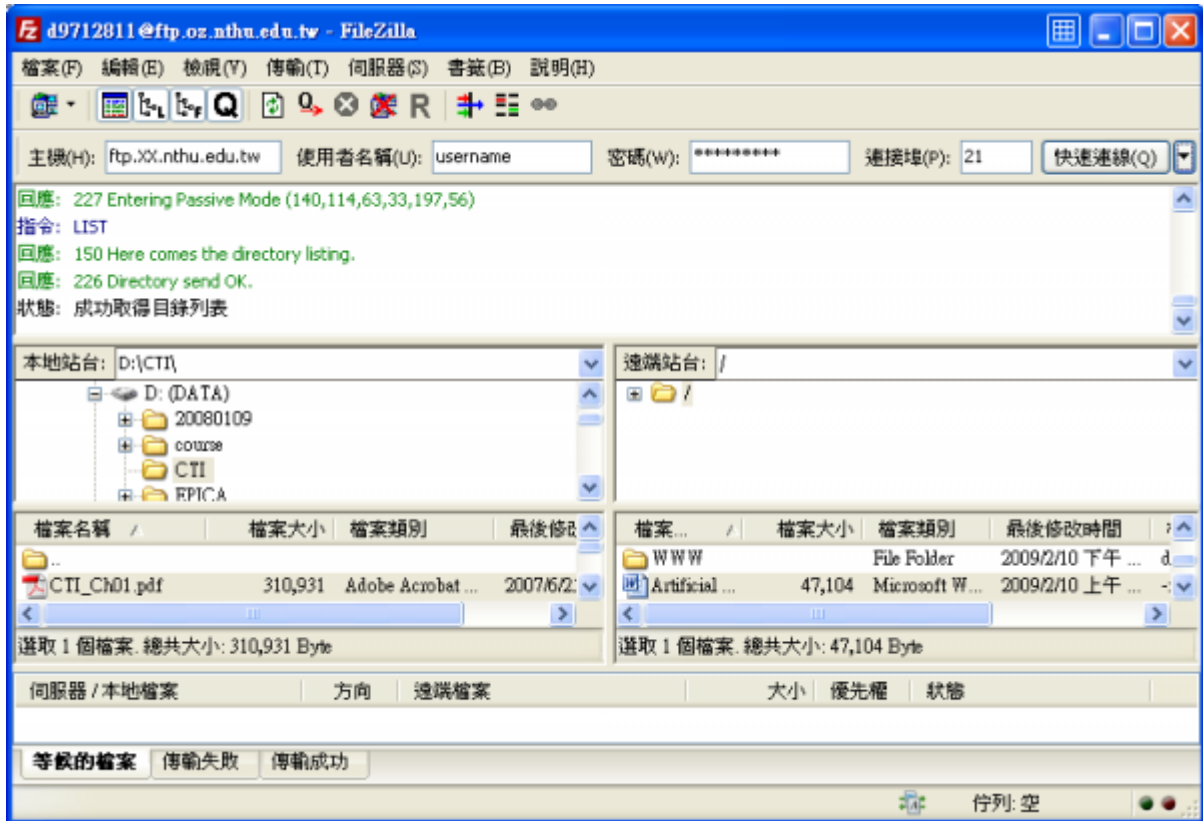 d9712811@ftp.oz.nthu.edu.tw - FileZilla
檔案(F) 編輯(E) 檢視(V) 傳輸(T) 伺服器(S) 書籤(B) 說明(H)
主機(H): ftp.XX.nthu.edu.tw 使用者名稱(U): username 密碼(W): ********* 連接埠(P): 21 快速連線(Q)
回應: 227 Entering Passive Mode (140,114,63,33,197,56)
指令: LIST
回應: 150 Here comes the directory listing.
回應: 226 Directory send OK.
狀態: 成功取得目錄列表
本地站台: D:\CTI\
D: (DATA)
20080109
course
CTI
EPICA
遠端站台: /
/
檔案名稱 檔案大小 檔案類別 最後修改
..
CTI_Ch01.pdf 310,931 Adobe Acrobat ... 2007/6/2
選取 1 個檔案. 總共大小: 310,931 Byte
檔案... 檔案大小 檔案類別 最後修改時間
WWW File Folder 2009/2/10 下午 ... d
Artificial ... 47,104 Microsoft W... 2009/2/10 上午 ... -
選取 1 個檔案. 總共大小: 47,104 Byte
伺服器 / 本地檔案 方向 遠端檔案 大小 優先權 狀態
等候的檔案 傳輸失敗 傳輸成功
佇列: 空